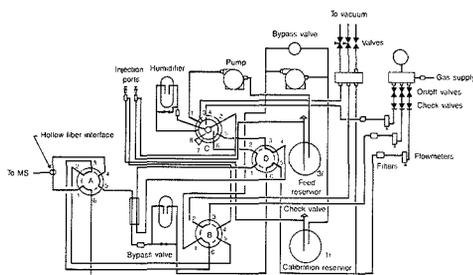 To vacuum
Bypass valve
Valves
Injection
ports
Humidifier
Pump
Gas supply
On/off valves
Check valves
Hollow fiber interface
To MS
A
B
C
D
Feed
reservoir
Filters
Flowmeters
Check valve
Bypass valve
1ℓ
Calibration reservoir